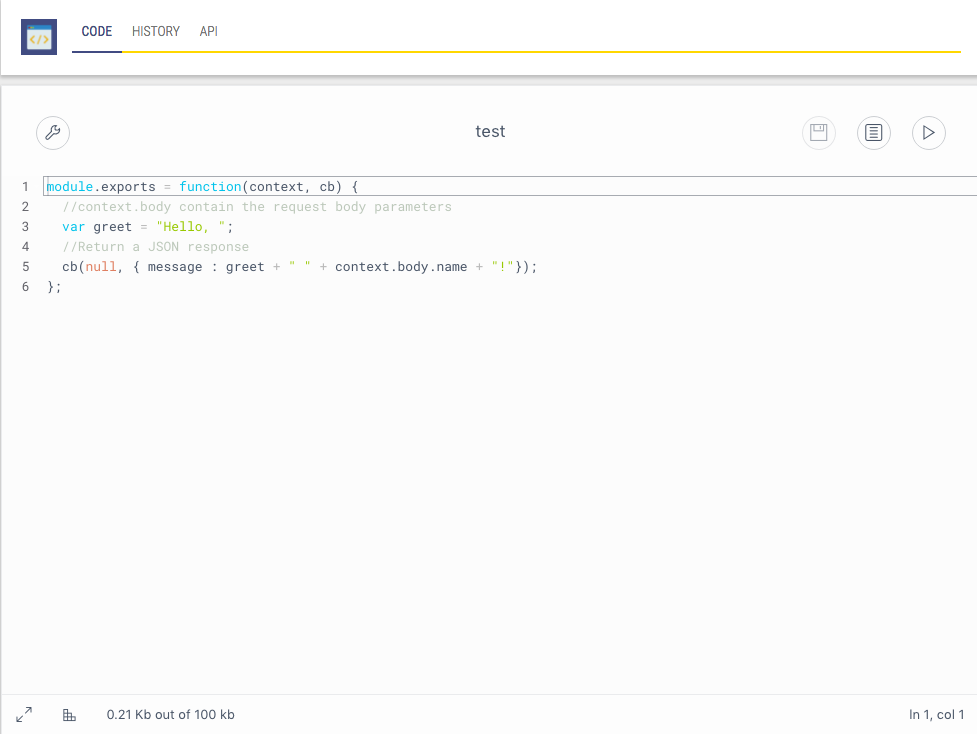 CODE HISTORY API
test
1 module.exports = function(context, cb) {
2 //context.body contain the request body parameters
3 var greet = "Hello, ";
4 //Return a JSON response
5 cb(null, { message : greet + " " + context.body.name + "!"});
6 };
0.21 Kb out of 100 kb ln 1, col 1